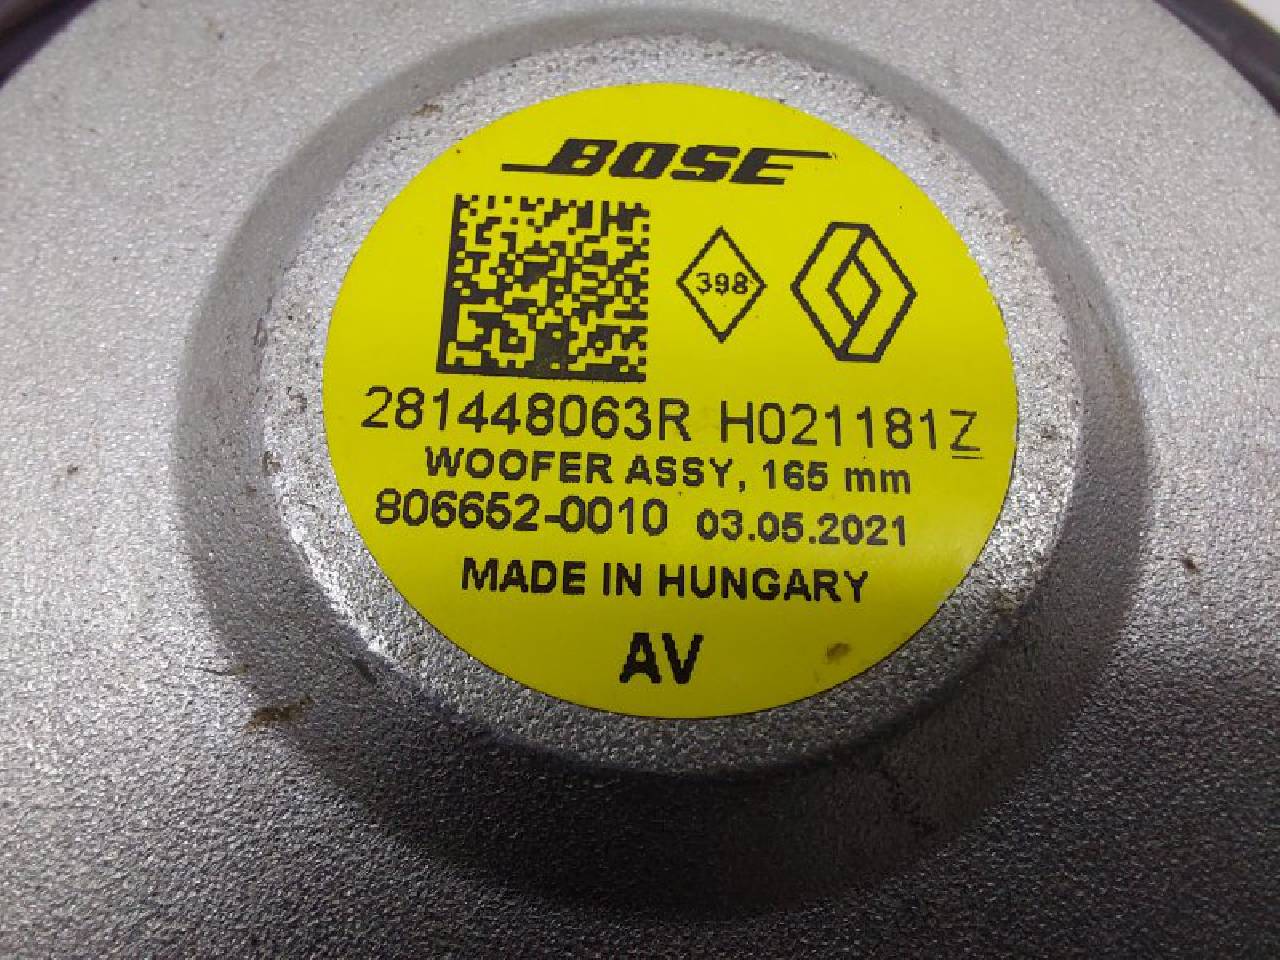 BOSE
398
281448063R H021181Z
WOOFER ASSY, 165 mm
806652-0010 03.05.2021
MADE IN HUNGARY
AV